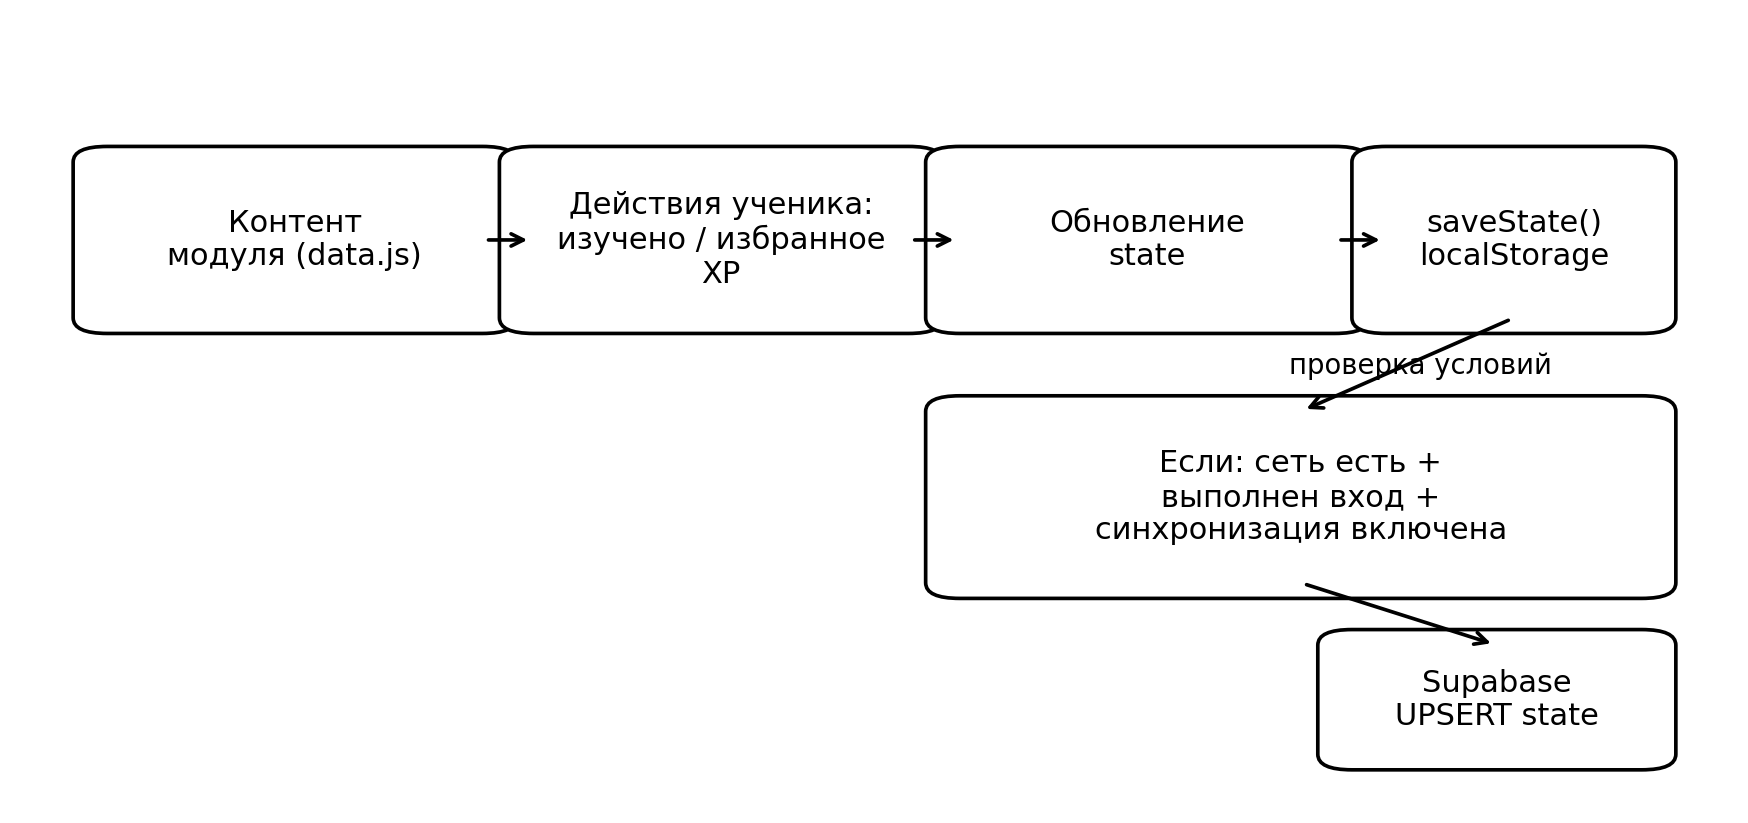 Контент
модуля (data.js)
Действия ученика:
изучено / избранное
XP
Обновление
state
saveState()
localStorage
проверка условий
Если: сеть есть +
выполнен вход +
синхронизация включена
Supabase
UPSERT state